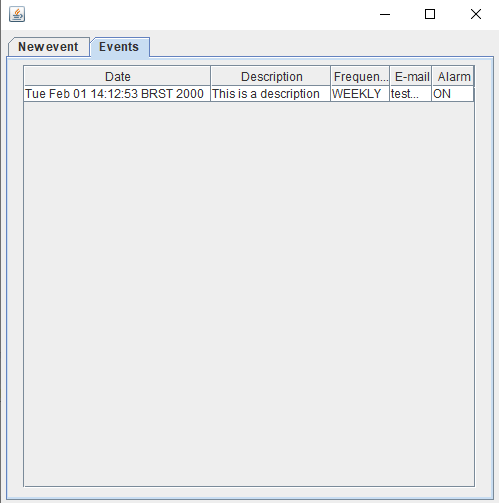 New event Events
Date Description Frequen... E-mail Alarm
Tue Feb 01 14:12:53 BRST 2000 This is a description WEEKLY test... ON